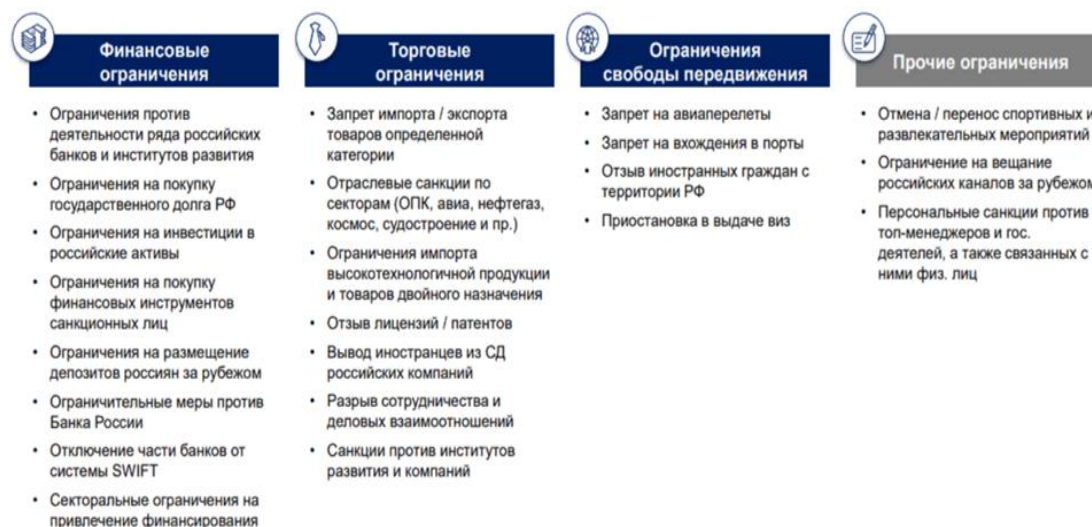 Финансовые
ограничения
• Ограничения против
деятельности ряда российских
банков и институтов развития
• Ограничения на покупку
государственного долга РФ
• Ограничения на инвестиции в
российские активы
• Ограничения на покупку
финансовых инструментов
санкционных лиц
• Ограничения на размещение
депозитов россиян за рубежом
• Ограничительные меры против
Банка России
• Отключение части банков от
системы SWIFT
• Секторальные ограничения на
привлечение финансирования
Торговые
ограничения
• Запрет импорта / экспорта
товаров определенной
категории
• Отраслевые санкции по
секторам (ОПК, авиа, нефтегаз,
космос, судостроение и пр.)
• Ограничения импорта
высокотехнологичной продукции
и товаров двойного назначения
• Отзыв лицензий / патентов
• Вывод иностранцев из СД
российских компаний
• Разрыв сотрудничества и
деловых взаимоотношений
• Санкции против институтов
развития и компаний
Ограничения
свободы передвижения
• Запрет на авиаперелеты
• Запрет на вхождения в порты
• Отзыв иностранных граждан с
территории РФ
• Приостановка в выдаче виз
Прочие ограничения
• Отмена / перенос спортивных и
развлекательных мероприятий
• Ограничение на вещание
российских каналов за рубежом
• Персональные санкции против
топ-менеджеров и гос.
деятелей, а также связанных с
ними физ. лиц